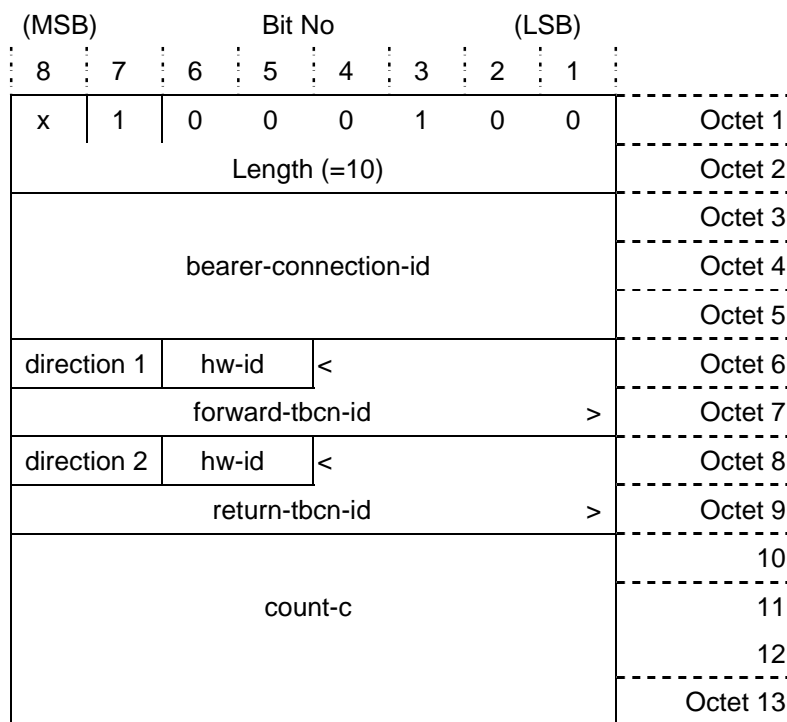 (MSB) Bit No (LSB)
8 7 6 5 4 3 2 1
x 1 0 0 0 1 0 0 Octet 1
Length (=10) Octet 2
Octet 3
bearer-connection-id Octet 4
Octet 5
direction 1 hw-id < Octet 6
forward-tbcn-id > Octet 7
direction 2 hw-id < Octet 8
return-tbcn-id > Octet 9
10
count-c 11
12
Octet 13